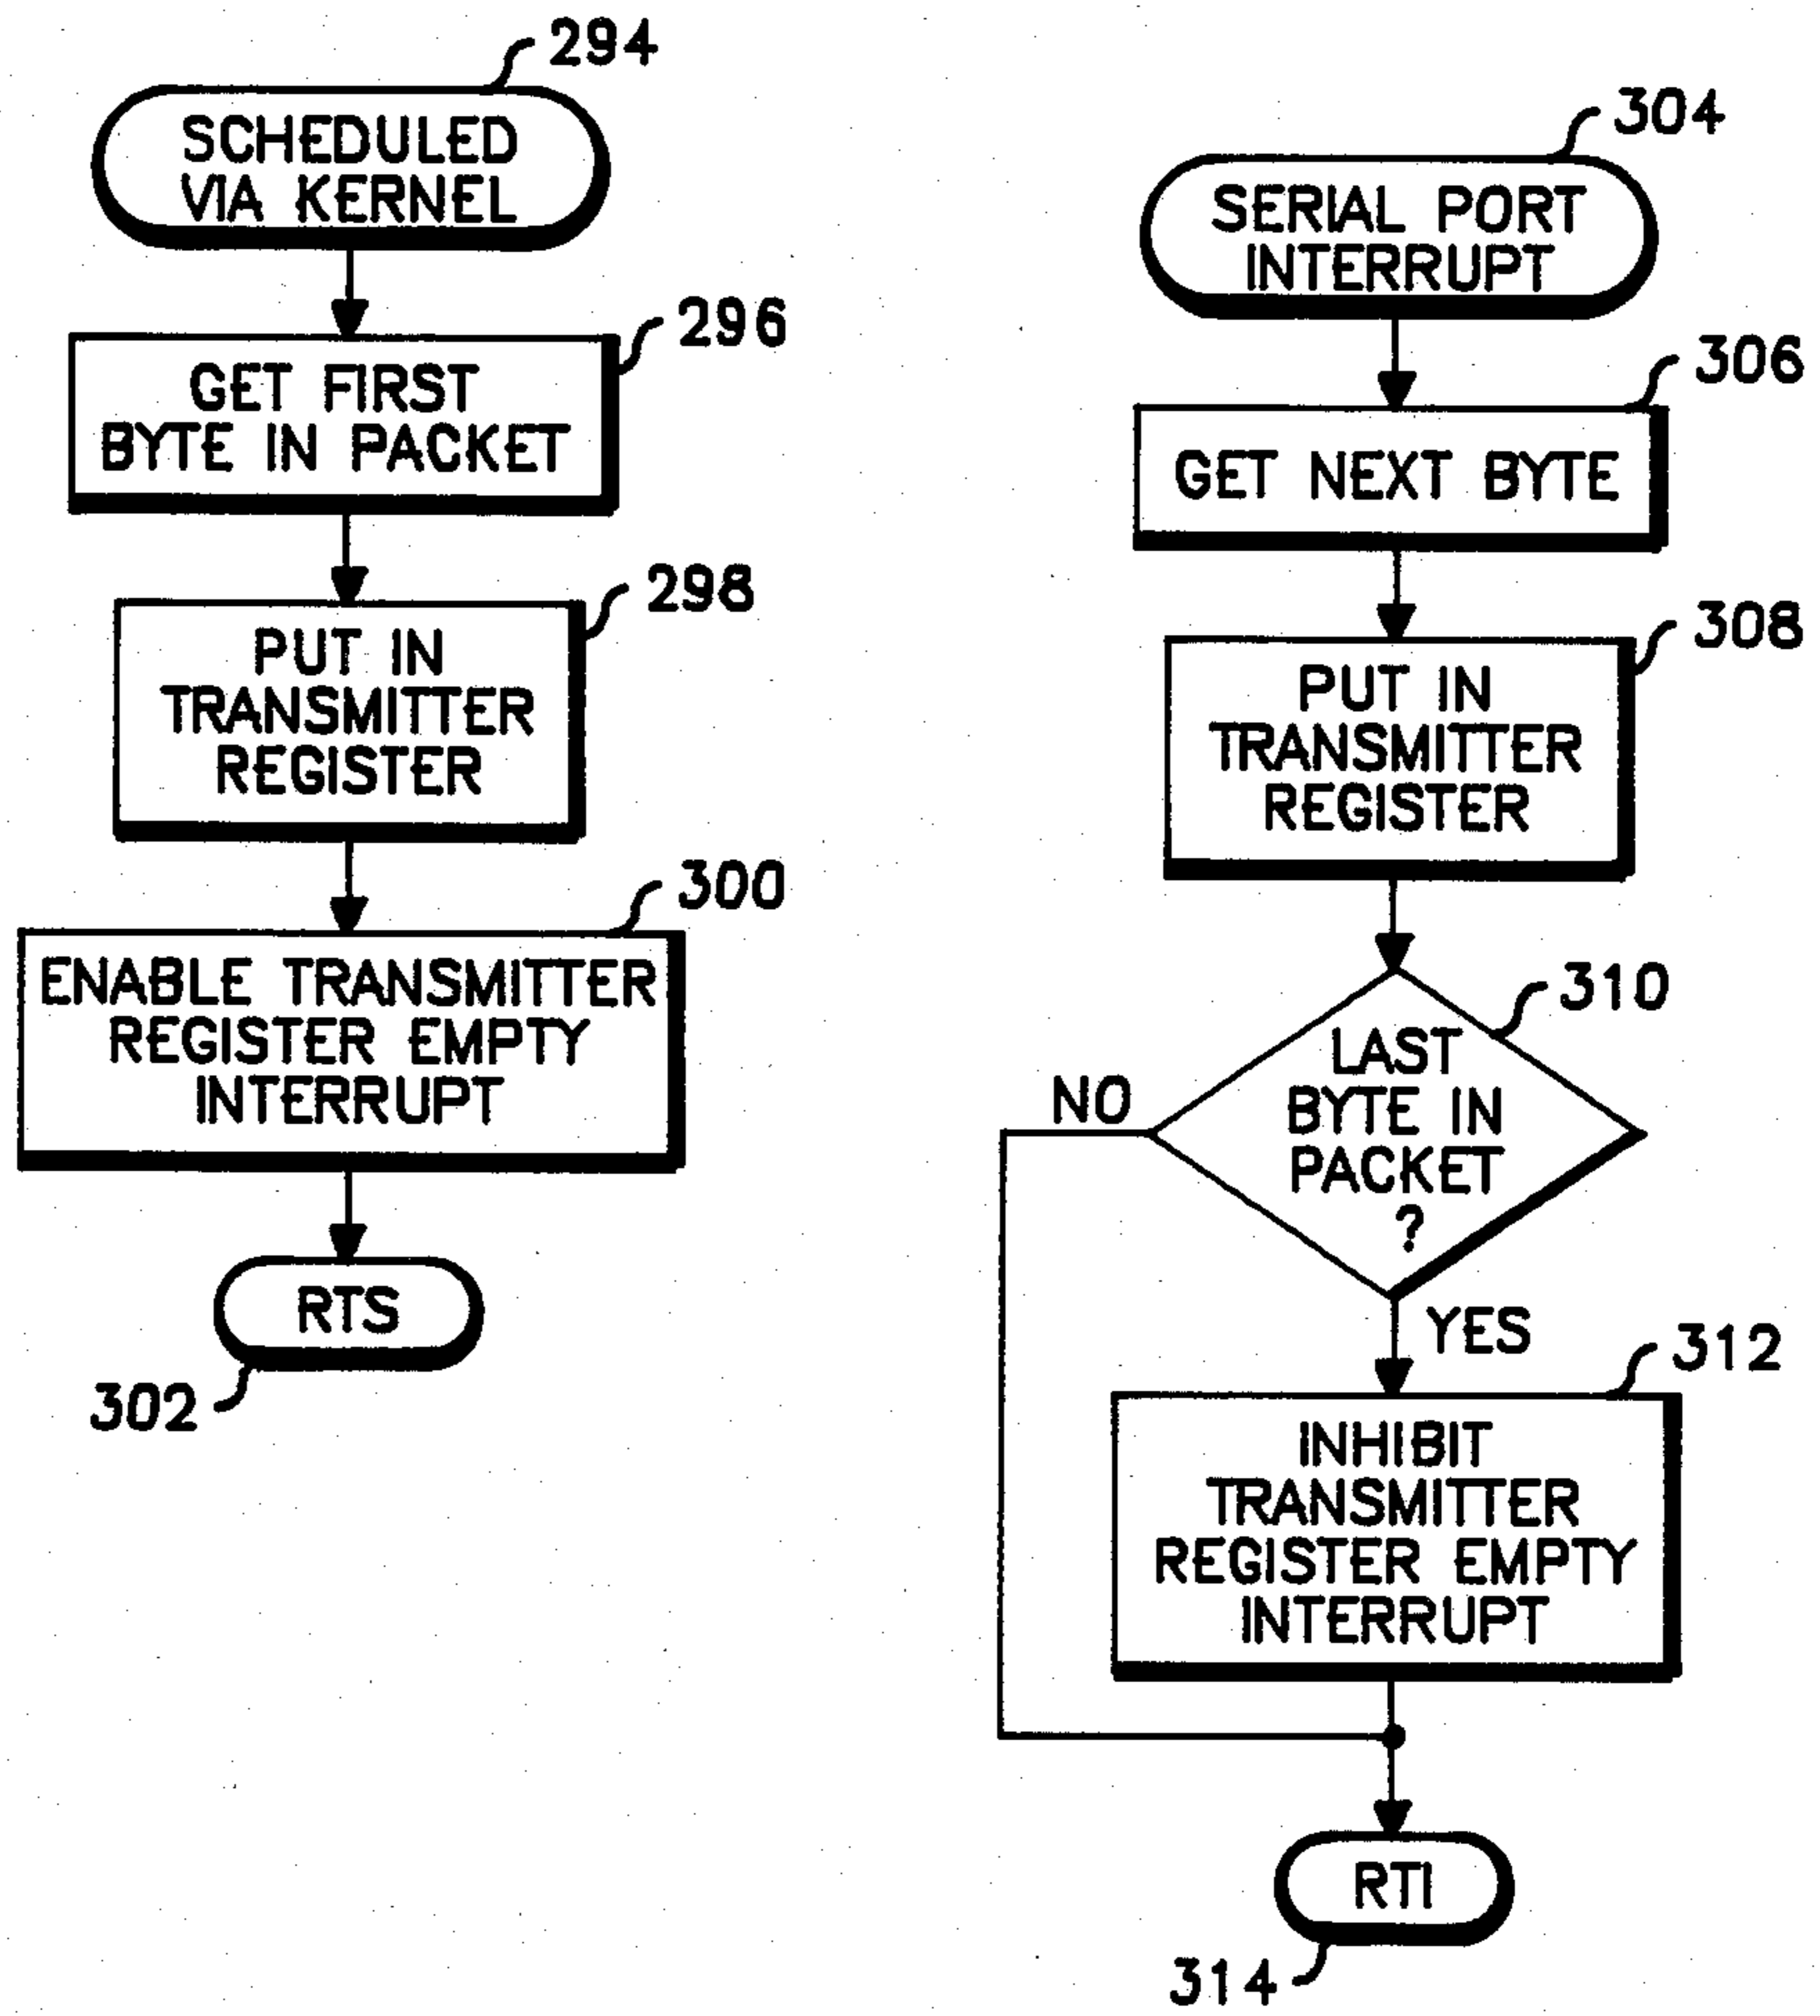 294
SCHEDULED
VIA KERNEL
296
GET FIRST
BYTE IN PACKET
298
PUT IN
TRANSMITTER
REGISTER
300
ENABLE TRANSMITTER
REGISTER EMPTY
INTERRUPT
RTS
302
304
SERIAL PORT
INTERRUPT
306
GET NEXT BYTE
308
PUT IN
TRANSMITTER
REGISTER
310
LAST
BYTE IN
PACKET
?
NO
YES
312
INHIBIT
TRANSMITTER
REGISTER EMPTY
INTERRUPT
RTI
314